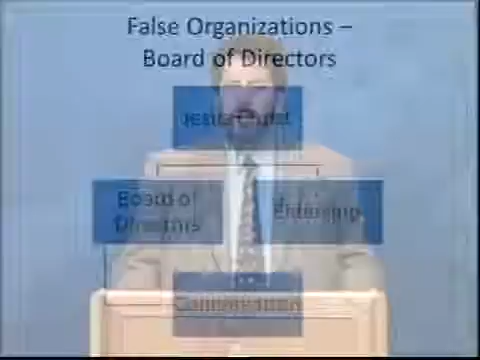 False Organizations –
Board of Directors
Jesus Christ
Board of
Directors
Eldership
Congregation